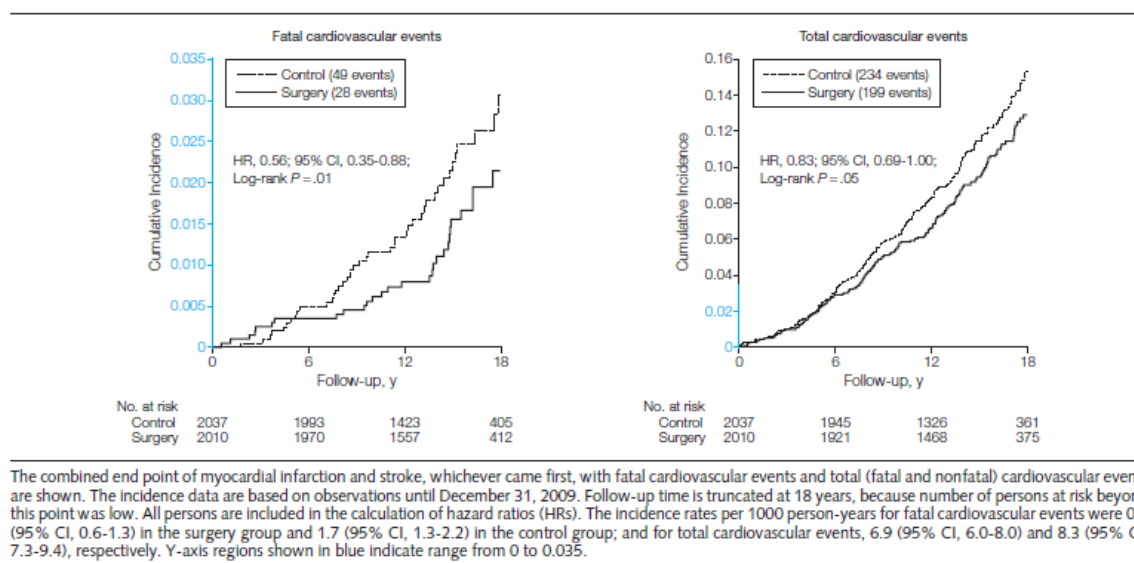 Fatal cardiovascular events
0.035
0.030
0.025
0.020
0.015
0.010
0.005
0
Cumulative Incidence
Control (49 events)
Surgery (28 events)
HR, 0.56; 95% CI, 0.35-0.88;
Log-rank P = .01
0 6 12 18
Follow-up, y
No. at risk
Control 2037 1993 1423 405
Surgery 2010 1970 1557 412
Total cardiovascular events
0.16
0.14
0.12
0.10
0.08
0.06
0.04
0.02
0
Cumulative Incidence
Control (234 events)
Surgery (199 events)
HR, 0.83; 95% CI, 0.69-1.00;
Log-rank P = .05
0 6 12 18
Follow-up, y
No. at risk
Control 2037 1945 1326 361
Surgery 2010 1921 1468 375
The combined end point of myocardial infarction and stroke, whichever came first, with fatal cardiovascular events and total (fatal and nonfatal) cardiovascular
are shown. The incidence data are based on observations until December 31, 2009. Follow-up time is truncated at 18 years, because number of persons at risk
this point was low. All persons are included in the calculation of hazard ratios (HRs). The incidence rates per 1000 person-years for fatal cardiovascular events were
(95% CI, 0.6-1.3) in the surgery group and 1.7 (95% CI, 1.3-2.2) in the control group; and for total cardiovascular events, 6.9 (95% CI, 6.0-8.0) and 8.3 (95%
7.3-9.4), respectively. Y-axis regions shown in blue indicate range from 0 to 0.035.